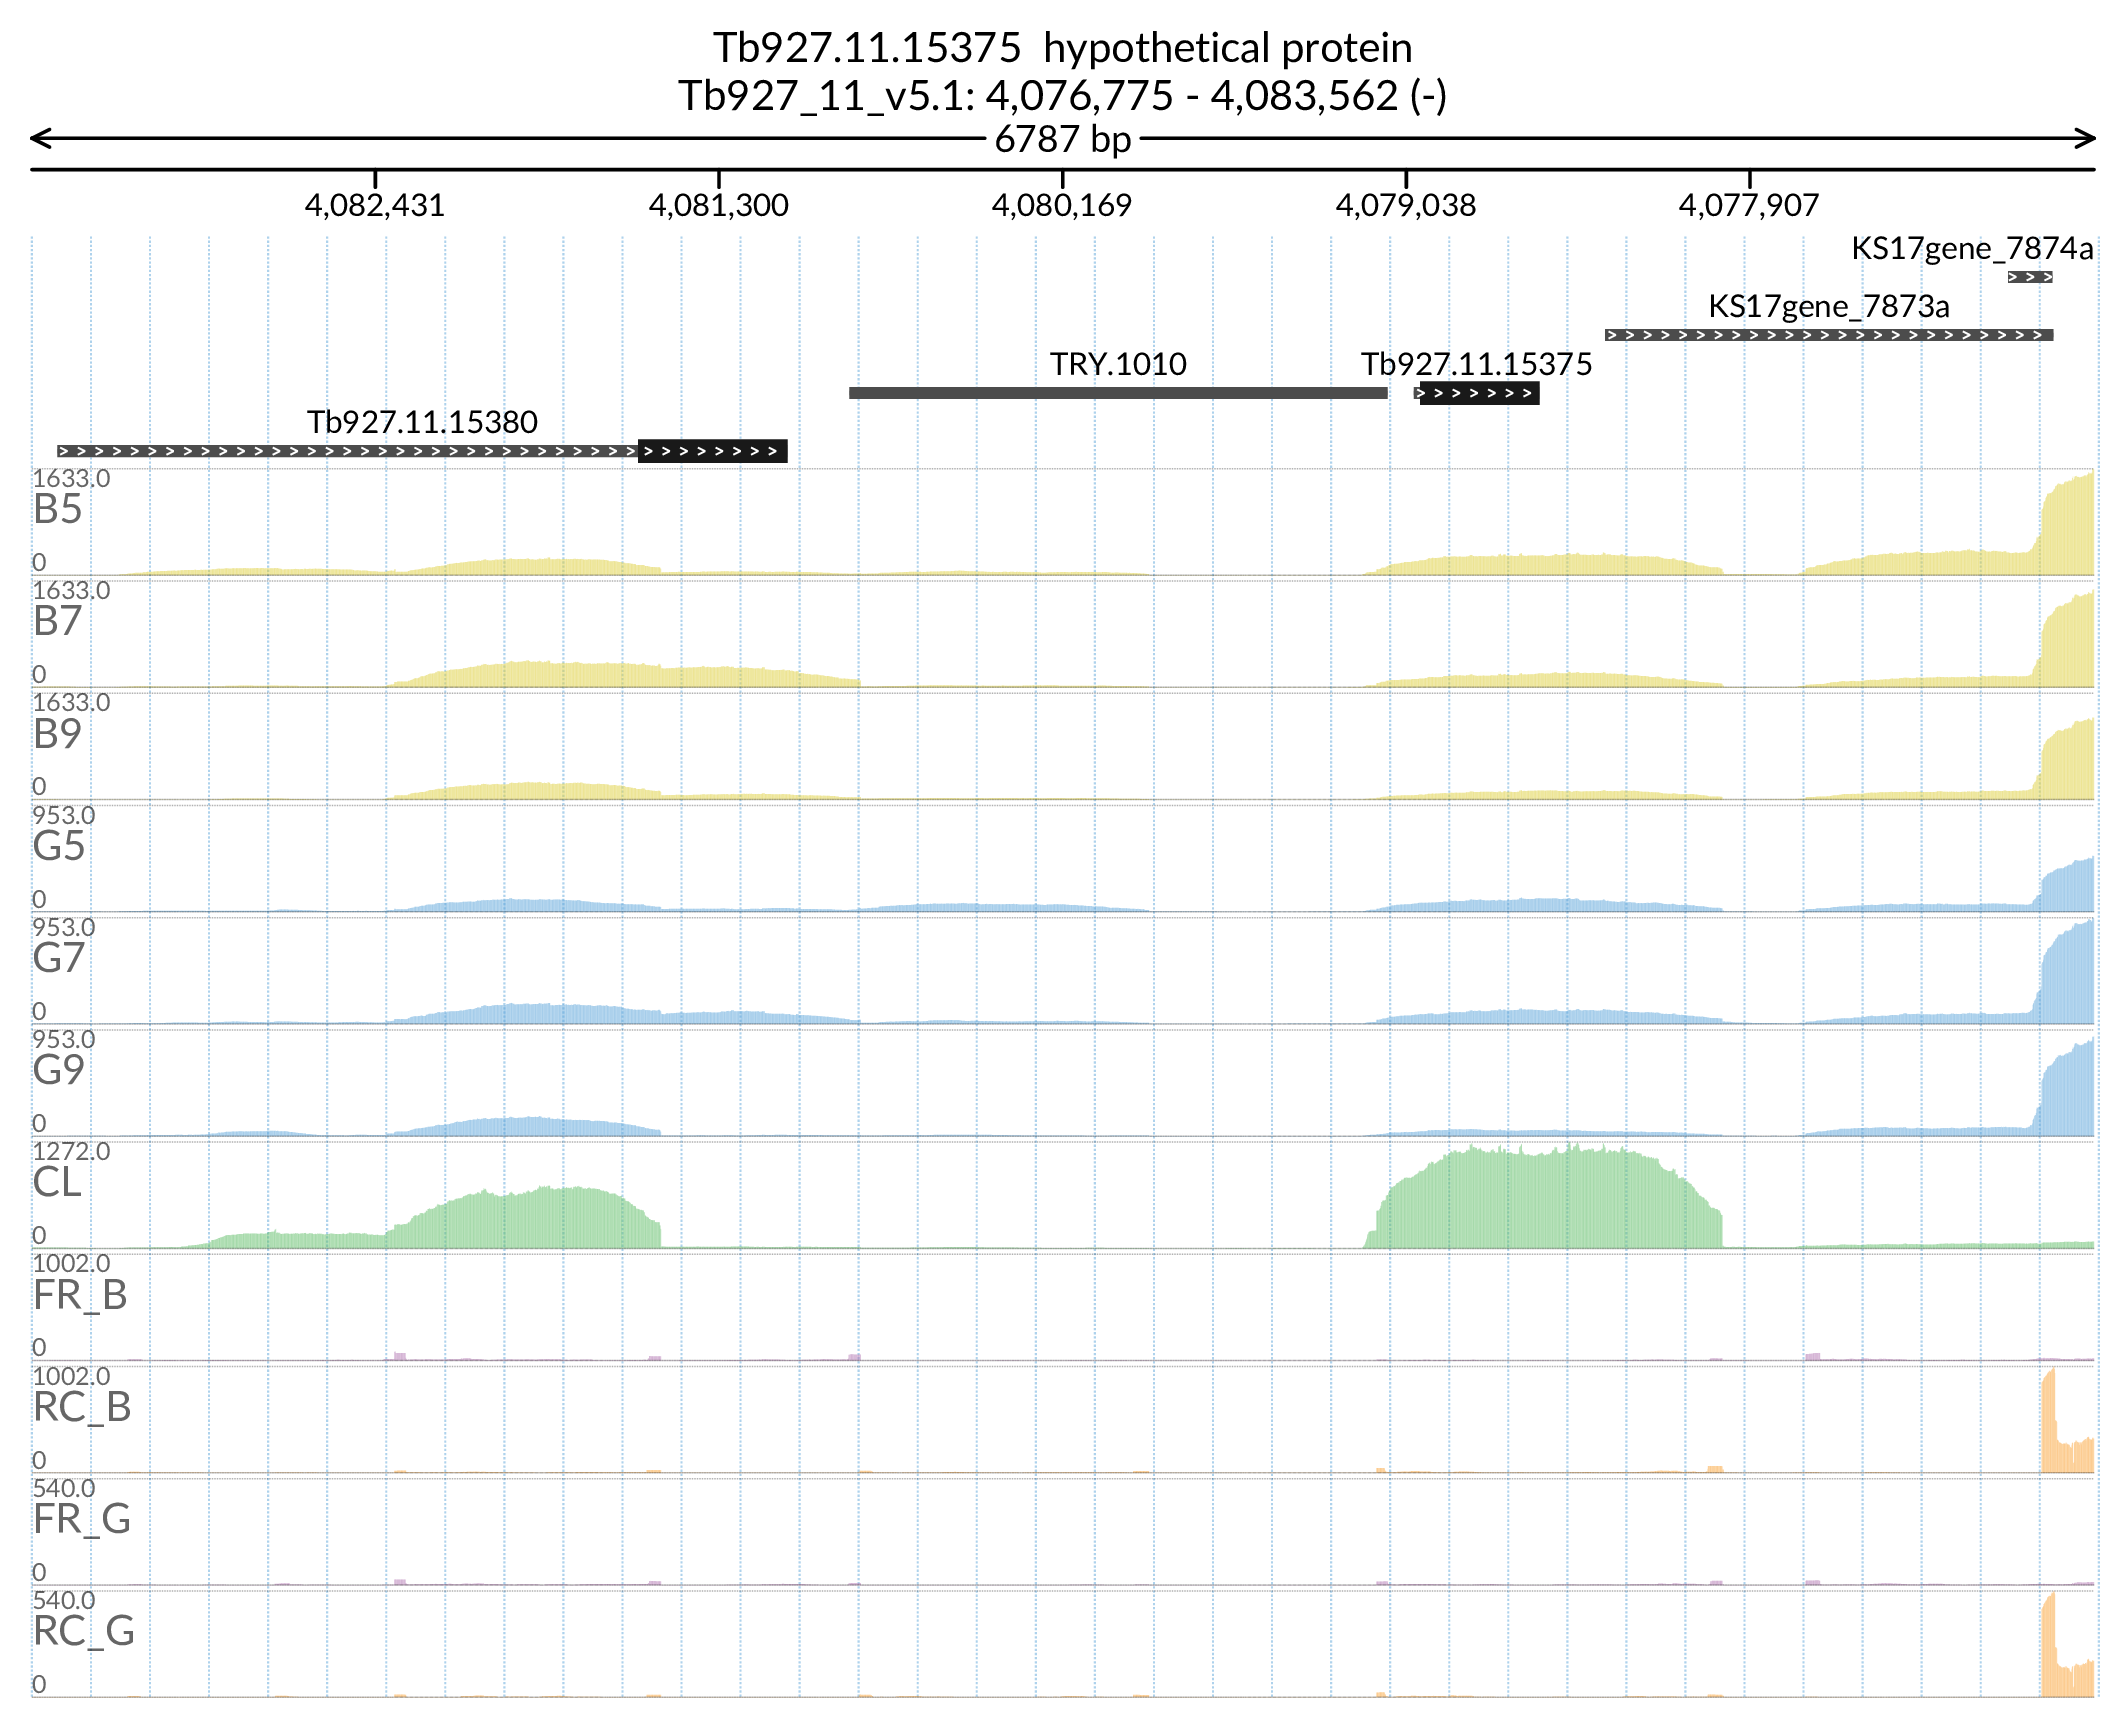 Tb927.11.15375  hypothetical protein
Tb927_11_v5.1: 4,076,775 - 4,083,562 (-)
6787 bp
4,082,431 4,081,300 4,080,169 4,079,038 4,077,907
KS17gene_7874a
KS17gene_7873a
TRY.1010 Tb927.11.15375
Tb927.11.15380
1633.0
B5
0
1633.0
B7
0
1633.0
B9
0
953.0
G5
0
953.0
G7
0
953.0
G9
0
1272.0
CL
0
1002.0
FR_B
0
1002.0
RC_B
0
540.0
FR_G
0
540.0
RC_G
0